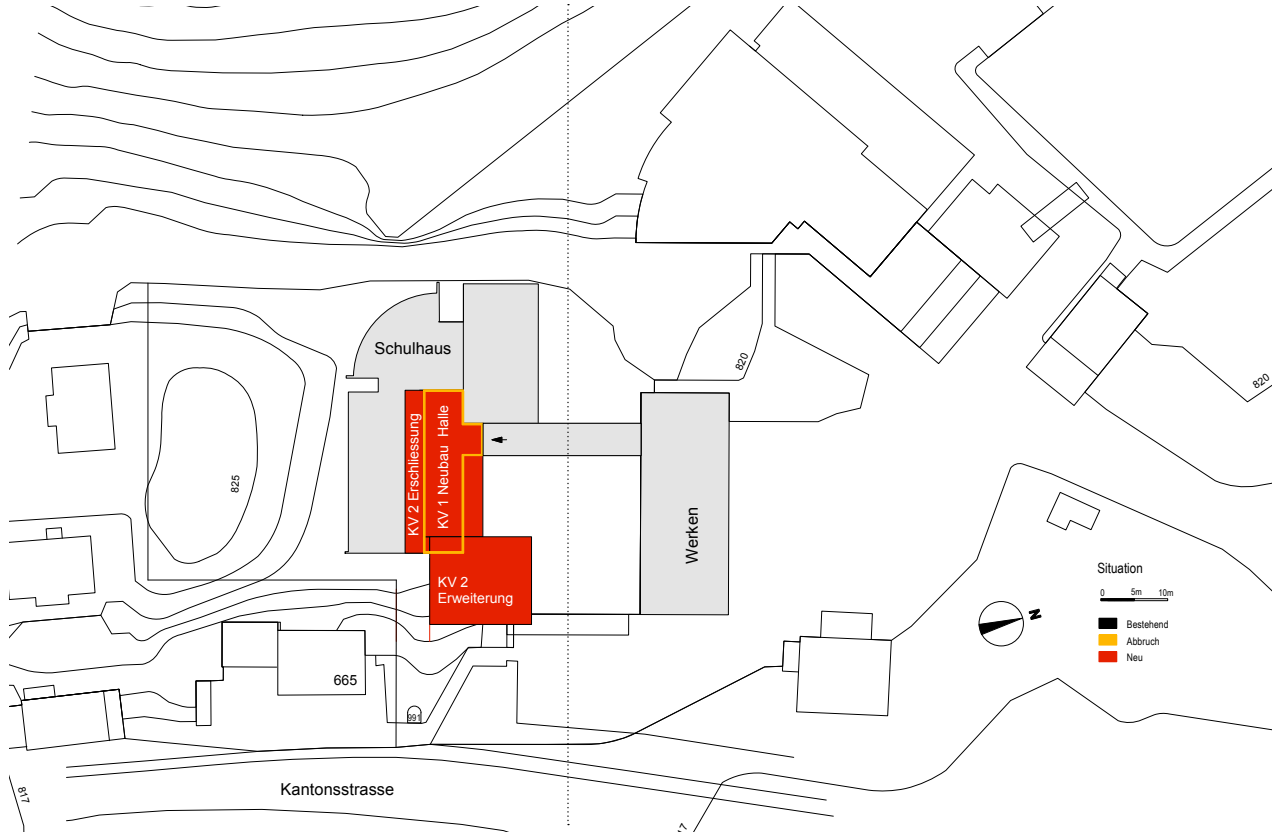 Schulhaus
820
820
KV 2 Erschliessung
KV 1 Neubau Halle
825
Werken
KV 2
Erweiterung
Situation
0 5m 10m
N
Bestehend
Abbruch
Neu
665
991
Kantonsstrasse
817